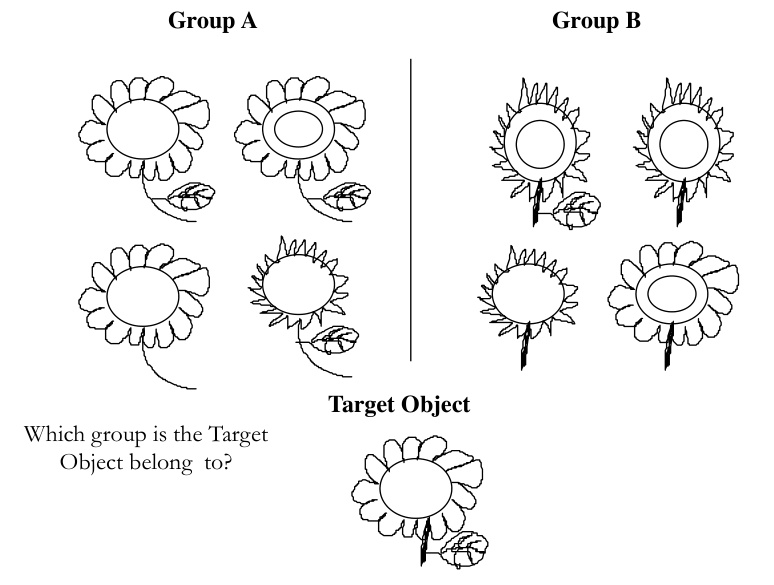 Group A
Group B
Target Object
Which group is the Target
Object belong to?